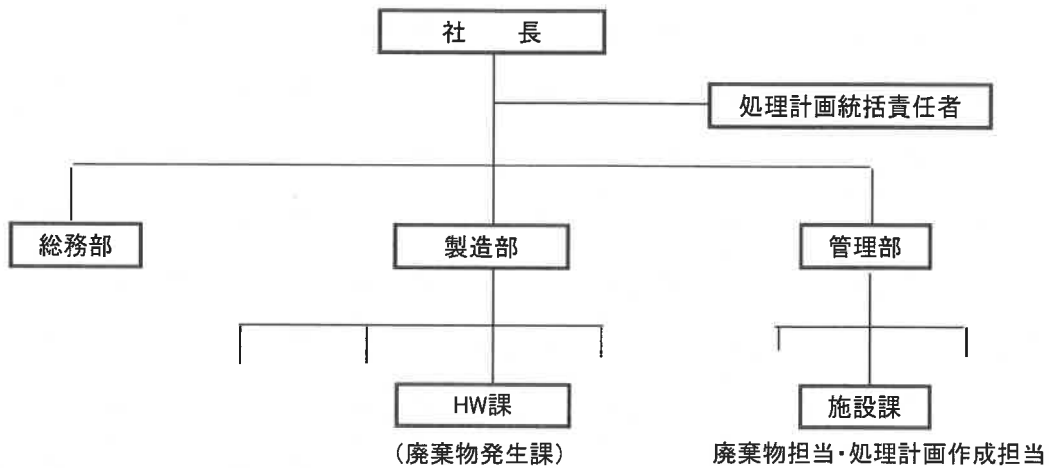 社長
処理計画統括責任者
総務部
製造部
管理部
HW課
施設課
(廃棄物発生課)
廃棄物担当・処理計画作成担当